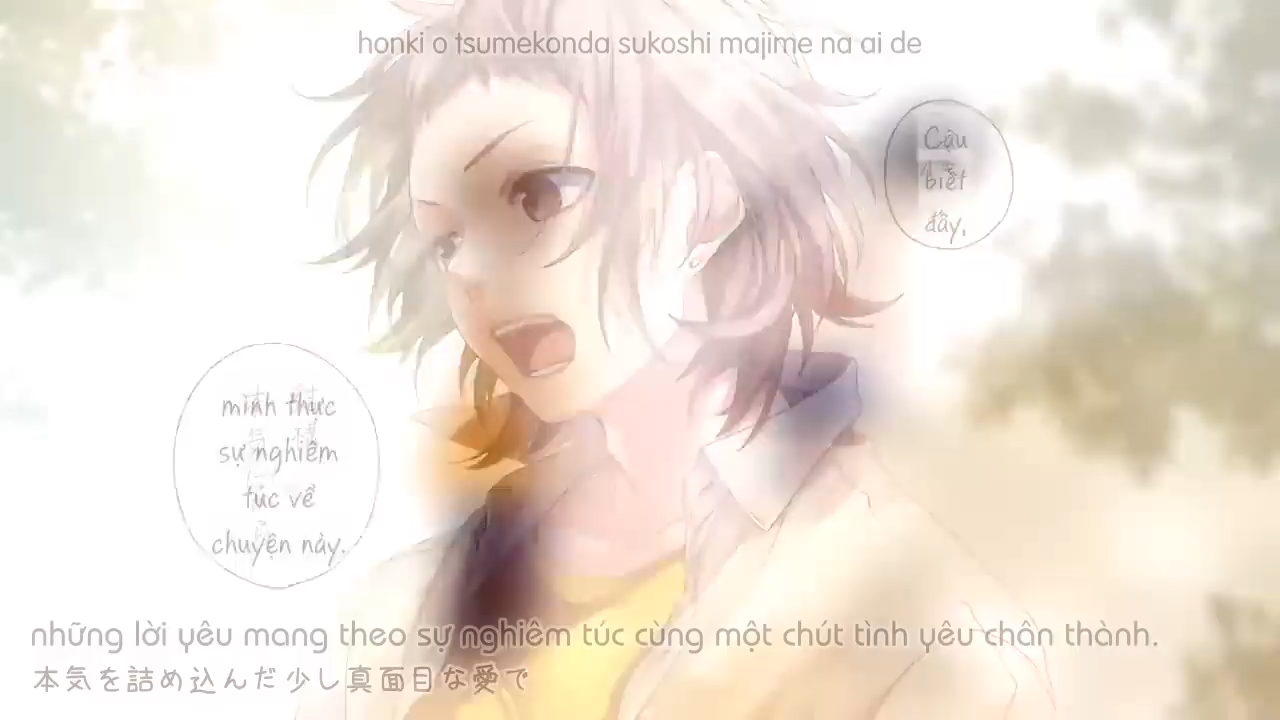 honki o tsumekonda sukoshi majime na ai de
Cậu
biết
đấy,
mình thực
sự nghiêm
túc về
chuyện này.
những lời yêu mang theo sự nghiêm túc cùng một chút tình yêu chân thành.
本気を詰め込んだ少し真面目な愛で